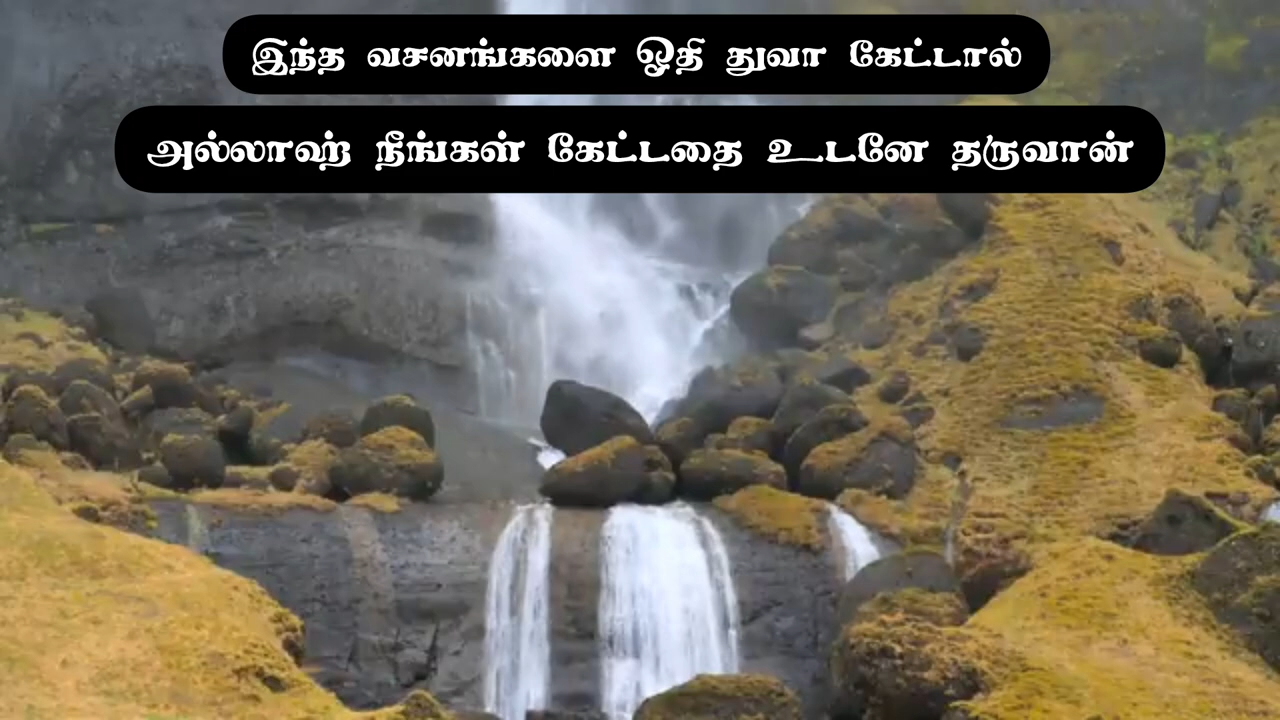 இந்த வசனங்களை ஓதி துவா கேட்டால்
அல்லாஹ் நீங்கள் கேட்டதை உடனே தருவான்